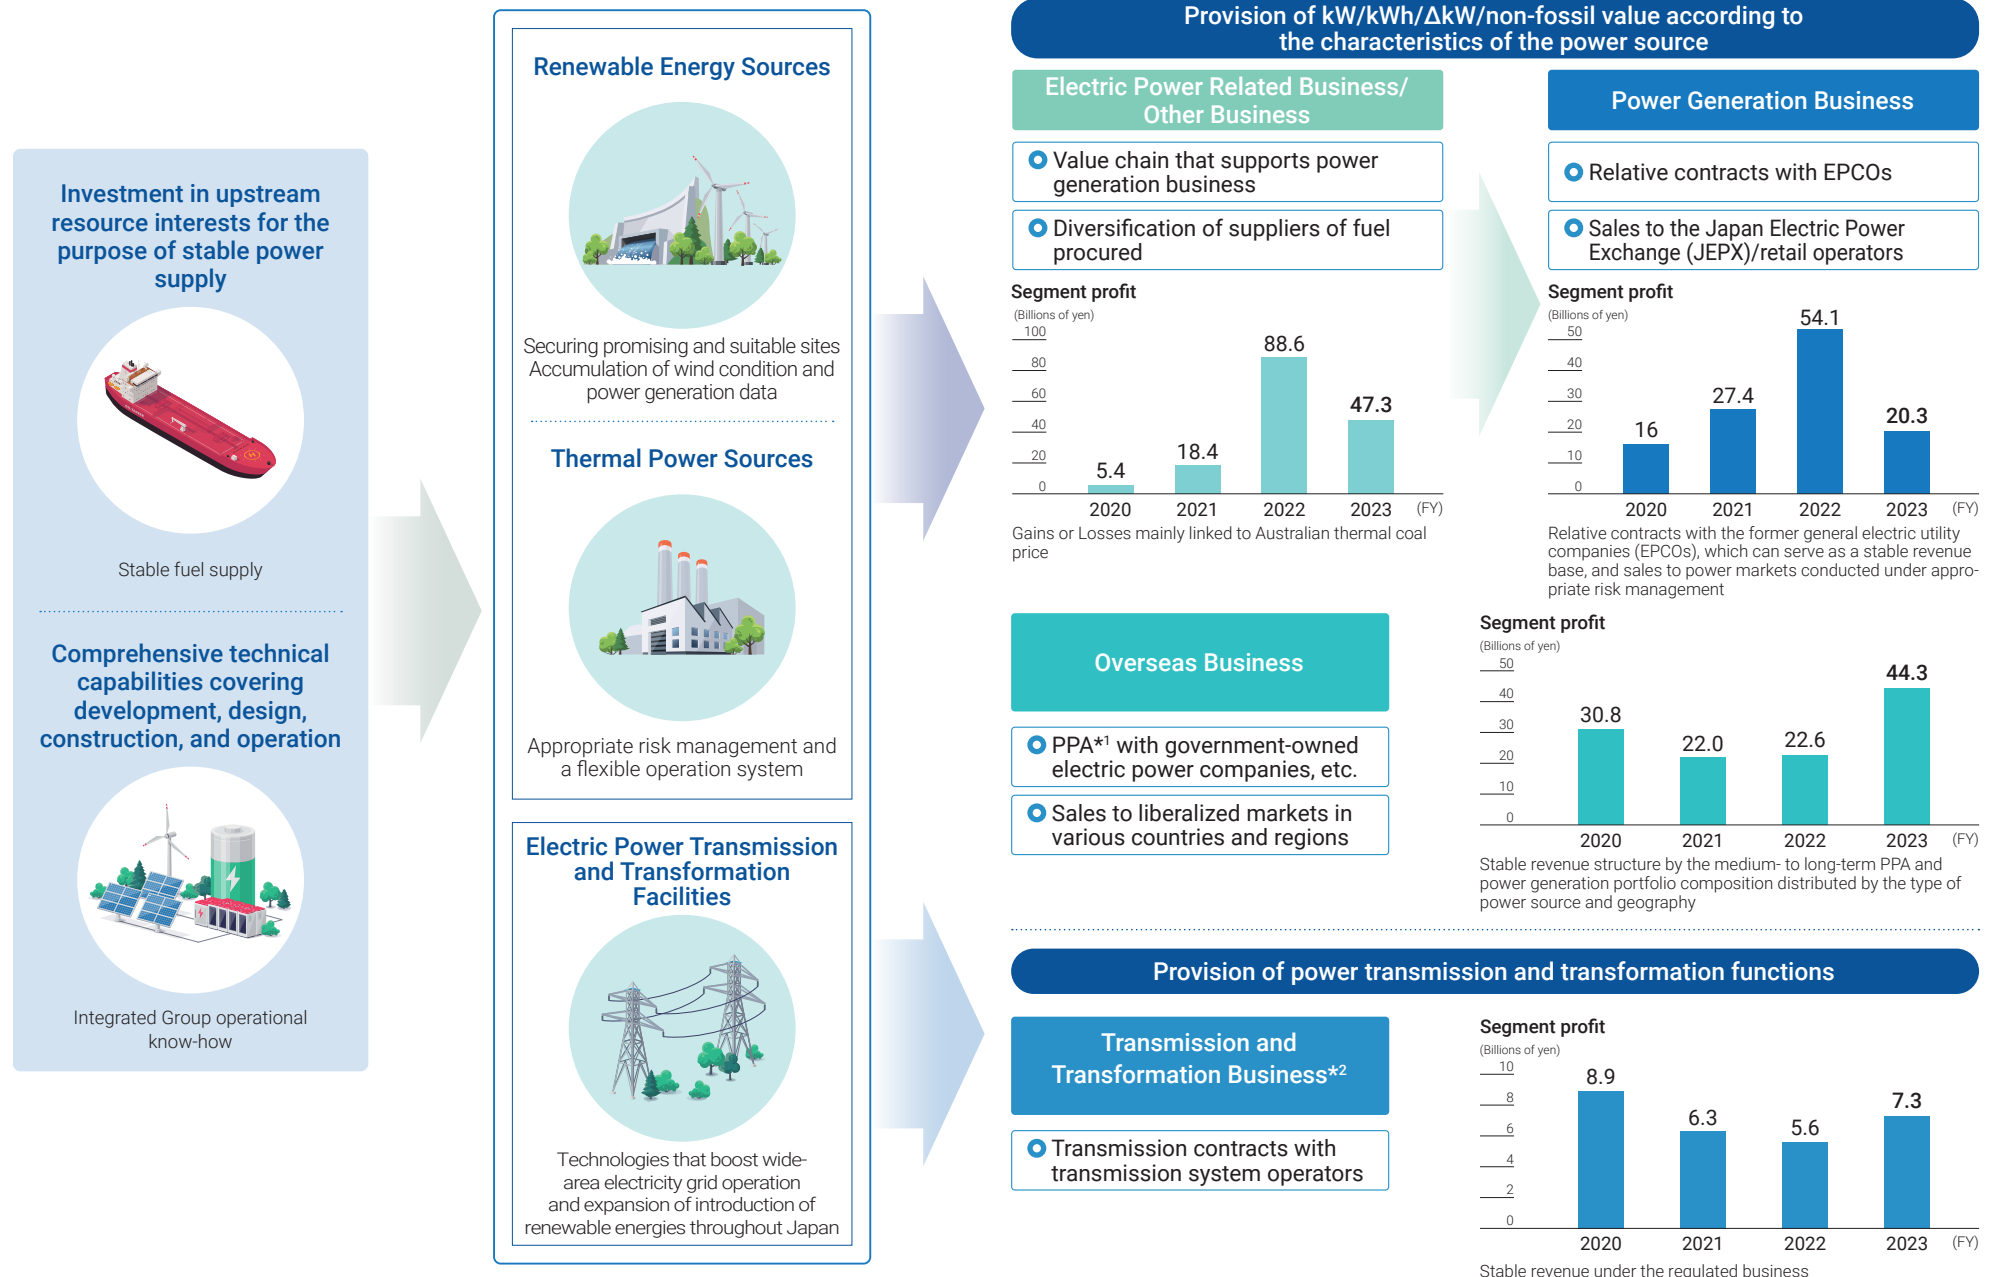 Investment in upstream
resource interests for the
purpose of stable power
supply
Stable fuel supply
Comprehensive technical
capabilities covering
development, design,
construction, and operation
Integrated Group operational
know-how
Renewable Energy Sources
Securing promising and suitable sites
Accumulation of wind condition and
power generation data
Thermal Power Sources
Appropriate risk management and
a flexible operation system
Electric Power Transmission
and Transformation
Facilities
Technologies that boost wide-
area electricity grid operation
and expansion of introduction of
renewable energies throughout Japan
Provision of kW/kWh/ΔkW/non-fossil value according to
the characteristics of the power source
Electric Power Related Business/
Other Business
Value chain that supports power
generation business
Diversification of suppliers of fuel
procured
Segment profit
(Billions of yen)
100
80
60
40
20
0
5.4
18.4
88.6
47.3
2020 2021 2022 2023 (FY)
Gains or Losses mainly linked to Australian thermal coal
price
Power Generation Business
Relative contracts with EPCOs
Sales to the Japan Electric Power
Exchange (JEPX)/retail operators
Segment profit
(Billions of yen)
50
40
30
20
10
0
16
27.4
54.1
20.3
2020 2021 2022 2023 (FY)
Relative contracts with the former general electric utility
companies (EPCOs), which can serve as a stable revenue
base, and sales to power markets conducted under appro-
priate risk management
Overseas Business
PPA*1 with government-owned
electric power companies, etc.
Sales to liberalized markets in
various countries and regions
Segment profit
(Billions of yen)
50
40
30
20
10
0
30.8
22.0
22.6
44.3
2020 2021 2022 2023 (FY)
Stable revenue structure by the medium- to long-term PPA and
power generation portfolio composition distributed by the type of
power source and geography
Provision of power transmission and transformation functions
Transmission and
Transformation Business*2
Transmission contracts with
transmission system operators
Segment profit
(Billions of yen)
10
8
6
4
2
0
8.9
6.3
5.6
7.3
2020 2021 2022 2023 (FY)
Stable revenue under the regulated business